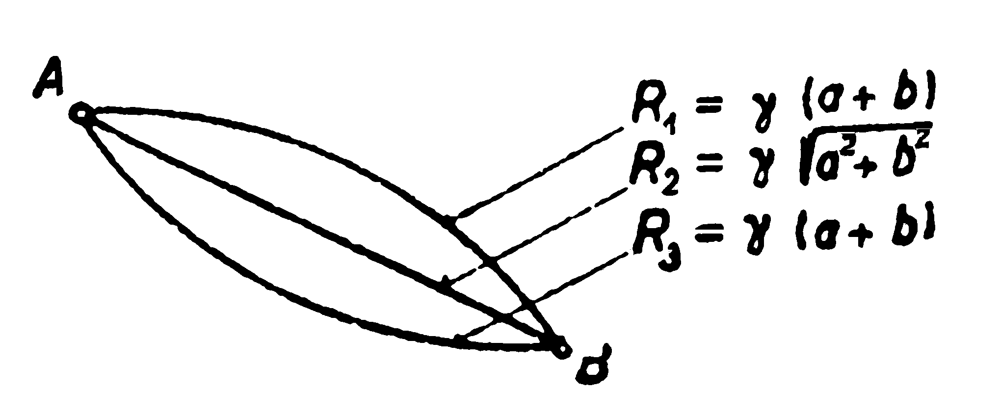 A
R₁ = γ (a + b)
R₂ = γ √a² + b²
R₃ = γ (a + b)